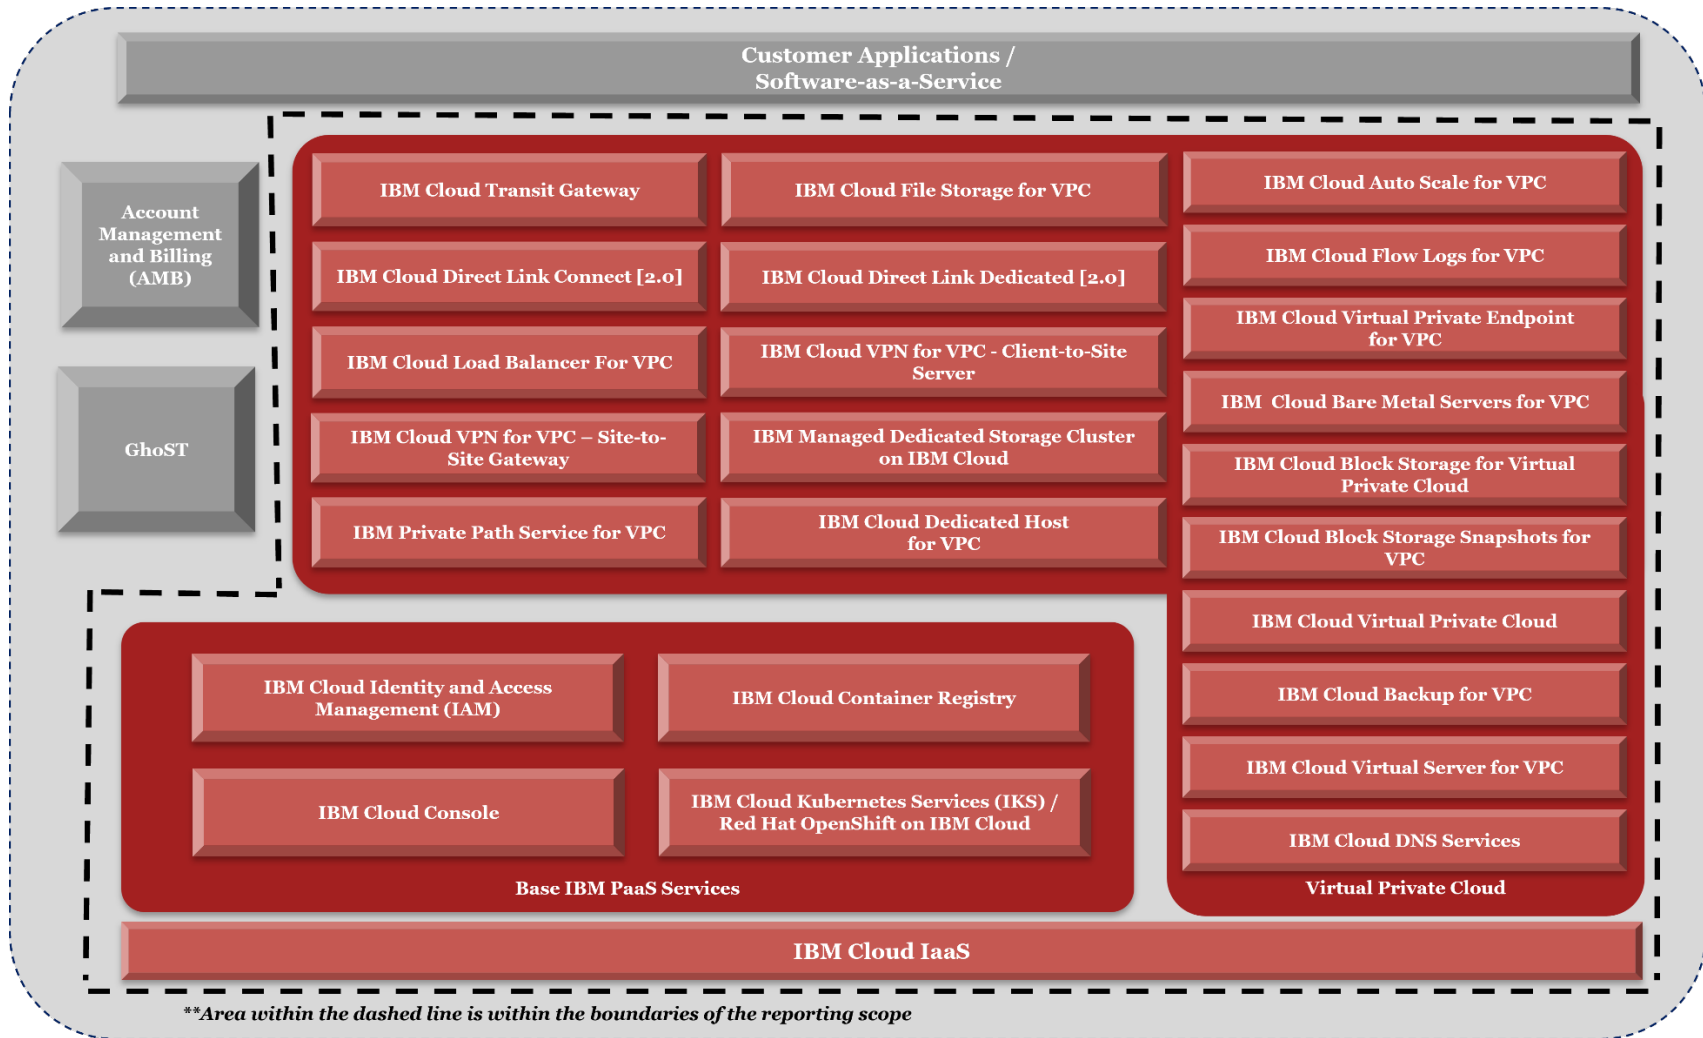 Customer Applications /
Software-as-a-Service
Account
Management
and Billing
(AMB)
GhoST
IBM Cloud Transit Gateway
IBM Cloud Direct Link Connect [2.0]
IBM Cloud Load Balancer For VPC
IBM Cloud VPN for VPC – Site-to-
Site Gateway
IBM Private Path Service for VPC
IBM Cloud File Storage for VPC
IBM Cloud Direct Link Dedicated [2.0]
IBM Cloud VPN for VPC - Client-to-Site
Server
IBM Managed Dedicated Storage Cluster
on IBM Cloud
IBM Cloud Dedicated Host
for VPC
IBM Cloud Auto Scale for VPC
IBM Cloud Flow Logs for VPC
IBM Cloud Virtual Private Endpoint
for VPC
IBM  Cloud Bare Metal Servers for VPC
IBM Cloud Block Storage for Virtual
Private Cloud
IBM Cloud Block Storage Snapshots for
VPC
IBM Cloud Virtual Private Cloud
IBM Cloud Backup for VPC
IBM Cloud Virtual Server for VPC
IBM Cloud DNS Services
Virtual Private Cloud
IBM Cloud Identity and Access
Management (IAM)
IBM Cloud Container Registry
IBM Cloud Console
IBM Cloud Kubernetes Services (IKS) /
Red Hat OpenShift on IBM Cloud
Base IBM PaaS Services
IBM Cloud IaaS
**Area within the dashed line is within the boundaries of the reporting scope